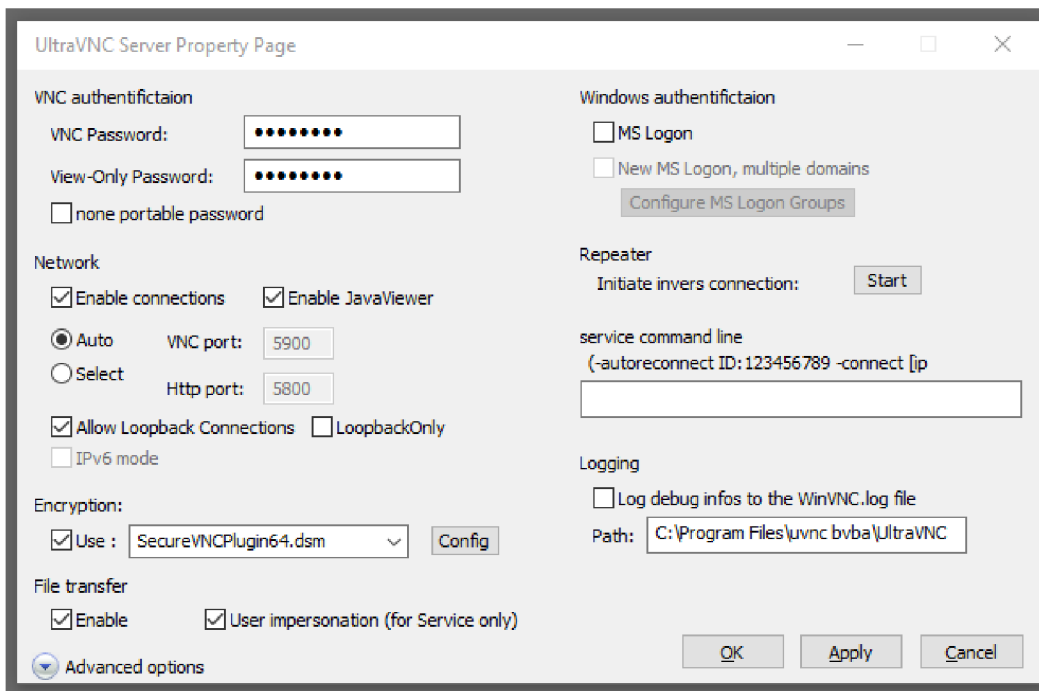 UltraVNC Server Property Page
VNC authentifictaion
VNC Password: ••••••••
View-Only Password: ••••••••
none portable password
Network
Enable connections Enable JavaViewer
Auto VNC port: 5900
Select
Http port: 5800
Allow Loopback Connections LoopbackOnly
IPv6 mode
Encryption:
Use : SecureVNCPlugin64.dsm Config
File transfer
Enable User impersonation (for Service only)
Advanced options
Windows authentifictaion
MS Logon
New MS Logon, multiple domains
Configure MS Logon Groups
Repeater
Initiate invers connection: Start
service command line
(-autoreconnect ID:123456789 -connect [ip
Logging
Log debug infos to the WinVNC.log file
Path: C:\Program Files\uvnc bvba\UltraVNC
OK Apply Cancel